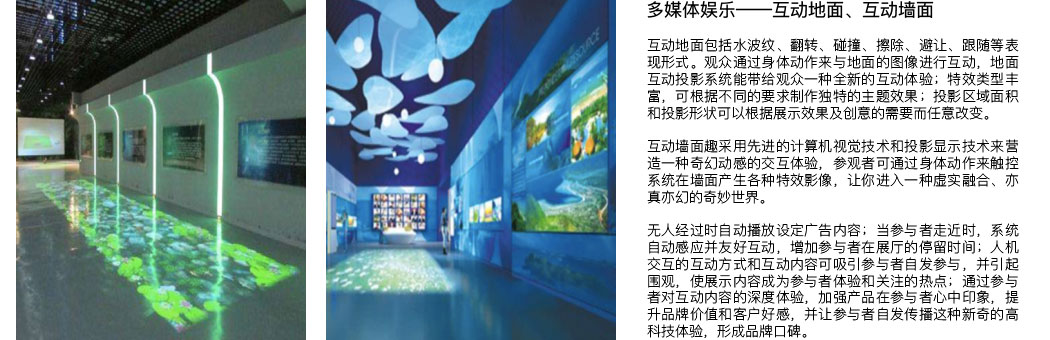 多媒体娱乐——互动地面、互动墙面
互动地面包括水波纹、翻转、碰撞、擦除、避让、跟随等表
现形式。观众通过身体动作来与地面的图像进行互动，地面
互动投影系统能带给观众一种全新的互动体验；特效类型丰
富，可根据不同的要求制作独特的主题效果；投影区域面积
和投影形状可以根据展示效果及创意的需要而任意改变。
互动墙面趣采用先进的计算机视觉技术和投影显示技术来营
造一种奇幻动感的交互体验，参观者可通过身体动作来触控
系统在墙面产生各种特效影像，让你进入一种虚实融合、亦
真亦幻的奇妙世界。
无人经过时自动播放设定广告内容；当参与者走近时，系统
自动感应并友好互动，增加参与者在展厅的停留时间；人机
交互的互动方式和互动内容可吸引参与者自发参与，并引起
围观，使展示内容成为参与者体验和关注的热点；通过参与
者对互动内容的深度体验，加强产品在参与者心中印象，提
升品牌价值和客户好感，并让参与者自发传播这种新奇的高
科技体验，形成品牌口碑。